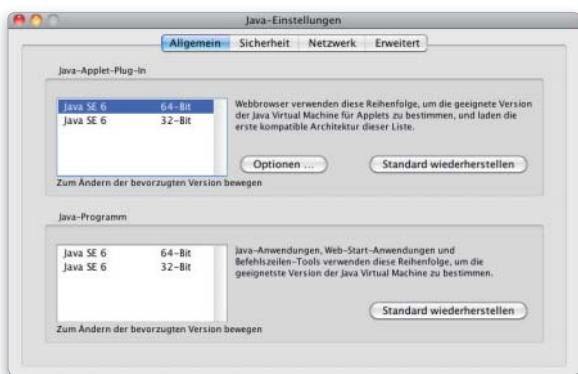 Java-Einstellungen
Allgemein Sicherheit Netzwerk Erweitert
Java-Applet-Plug-In
Java SE 6 64-Bit
Java SE 6 32-Bit
Webbrowser verwenden diese Reihenfolge, um die geeignete Version
der Java Virtual Machine für Applets zu bestimmen, und laden die
erste kompatible Architektur dieser Liste.
Optionen ... Standard wiederherstellen
Zum Ändern der bevorzugten Version bewegen
Java-Programm
Java SE 6 64-Bit
Java SE 6 32-Bit
Java-Anwendungen, Web-Start-Anwendungen und
Befehlszeilen-Tools verwenden diese Reihenfolge, um die
geeignetste Version der Java Virtual Machine zu bestimmen.
Standard wiederherstellen
Zum Ändern der bevorzugten Version bewegen